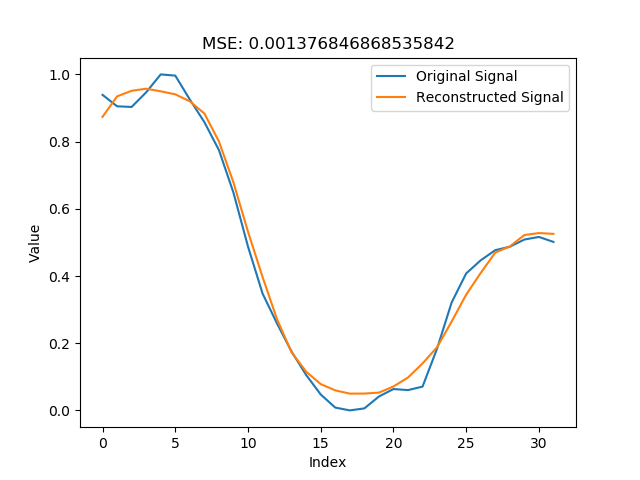 MSE: 0.001376846868535842
Original Signal
Reconstructed Signal
Value
1.0
0.8
0.6
0.4
0.2
0.0
0 5 10 15 20 25 30
Index